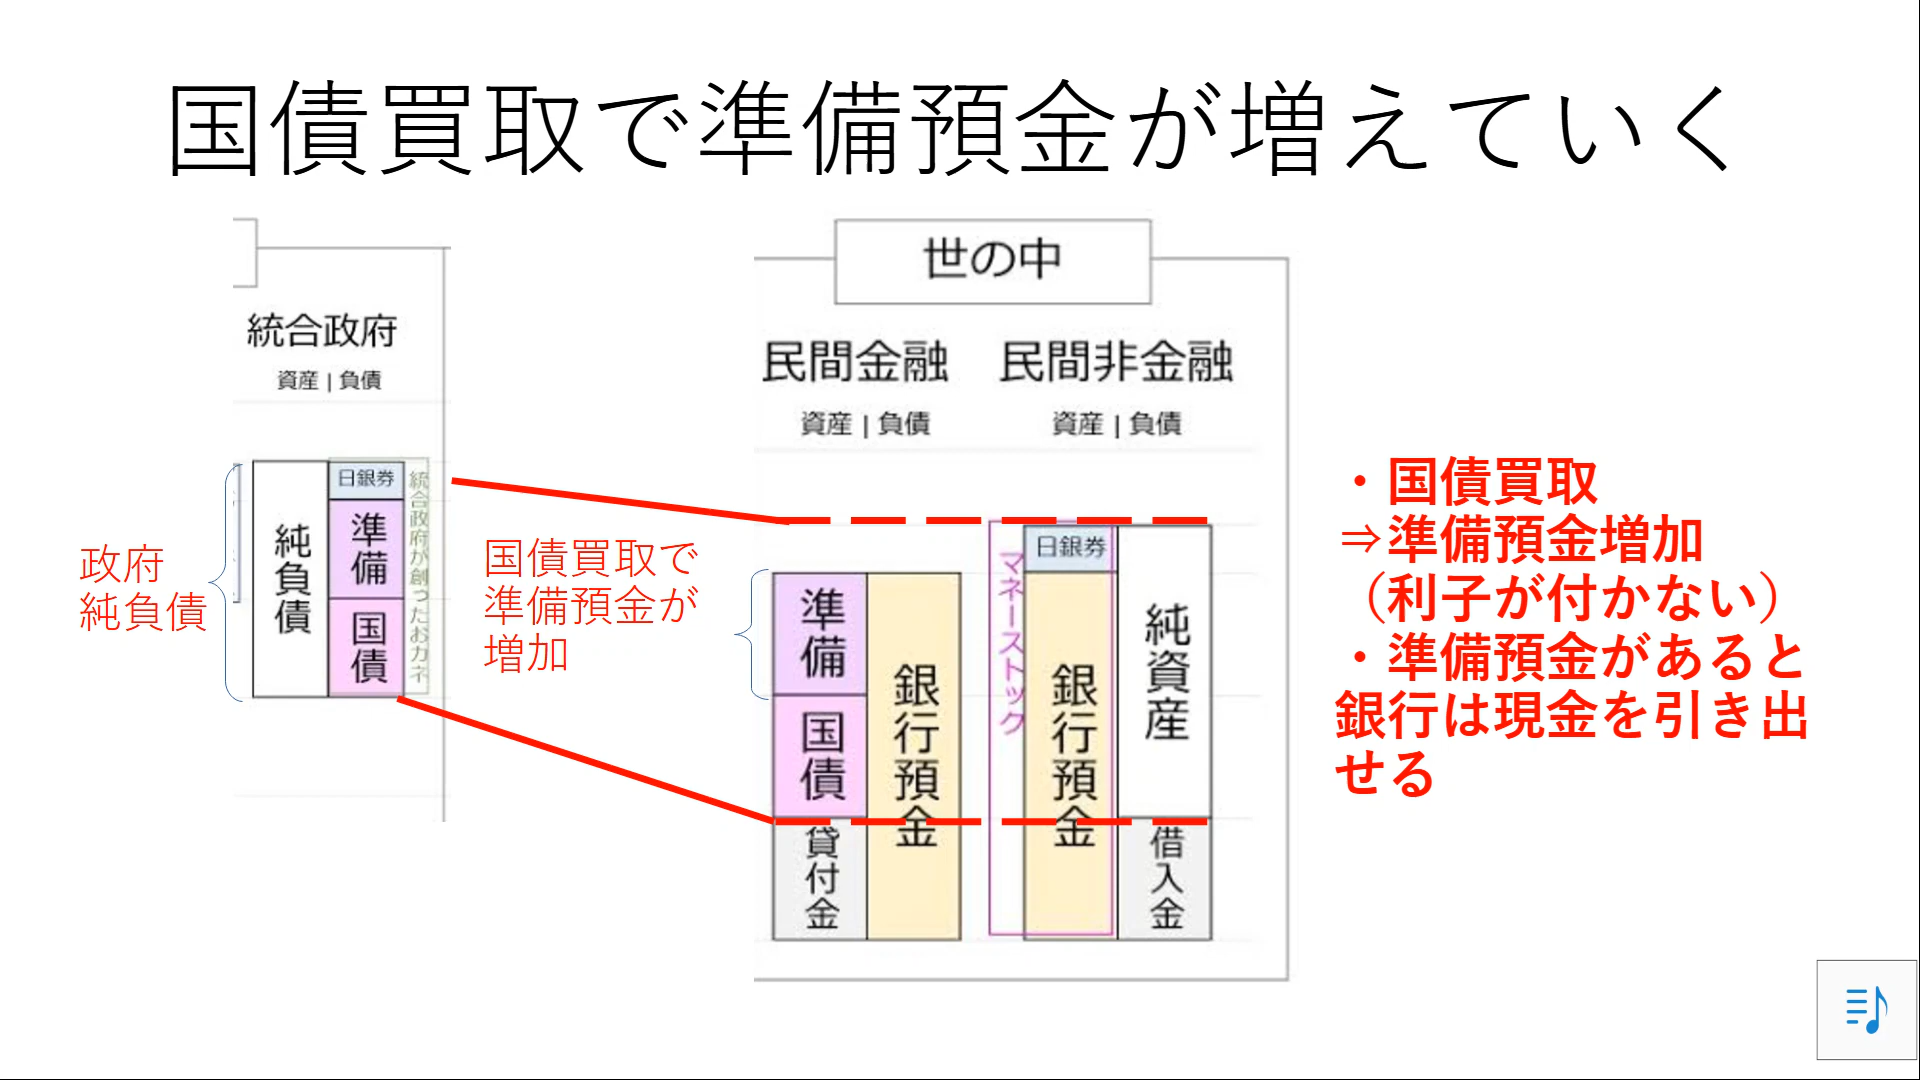 国債買取で準備預金が増えていく
統合政府
資産 | 負債
政府
純負債
純負債
日銀券
準備
国債
統合政府が創ったおカネ
国債買取で
準備預金が
増加
世の中
民間金融
資産 | 負債
準備
国債
貸付金
銀行預金
民間非金融
資産 | 負債
マネーストック
日銀券
銀行預金
純資産
借入金
・国債買取
⇒準備預金増加
（利子が付かない）
・準備預金があると
銀行は現金を引き出
せる